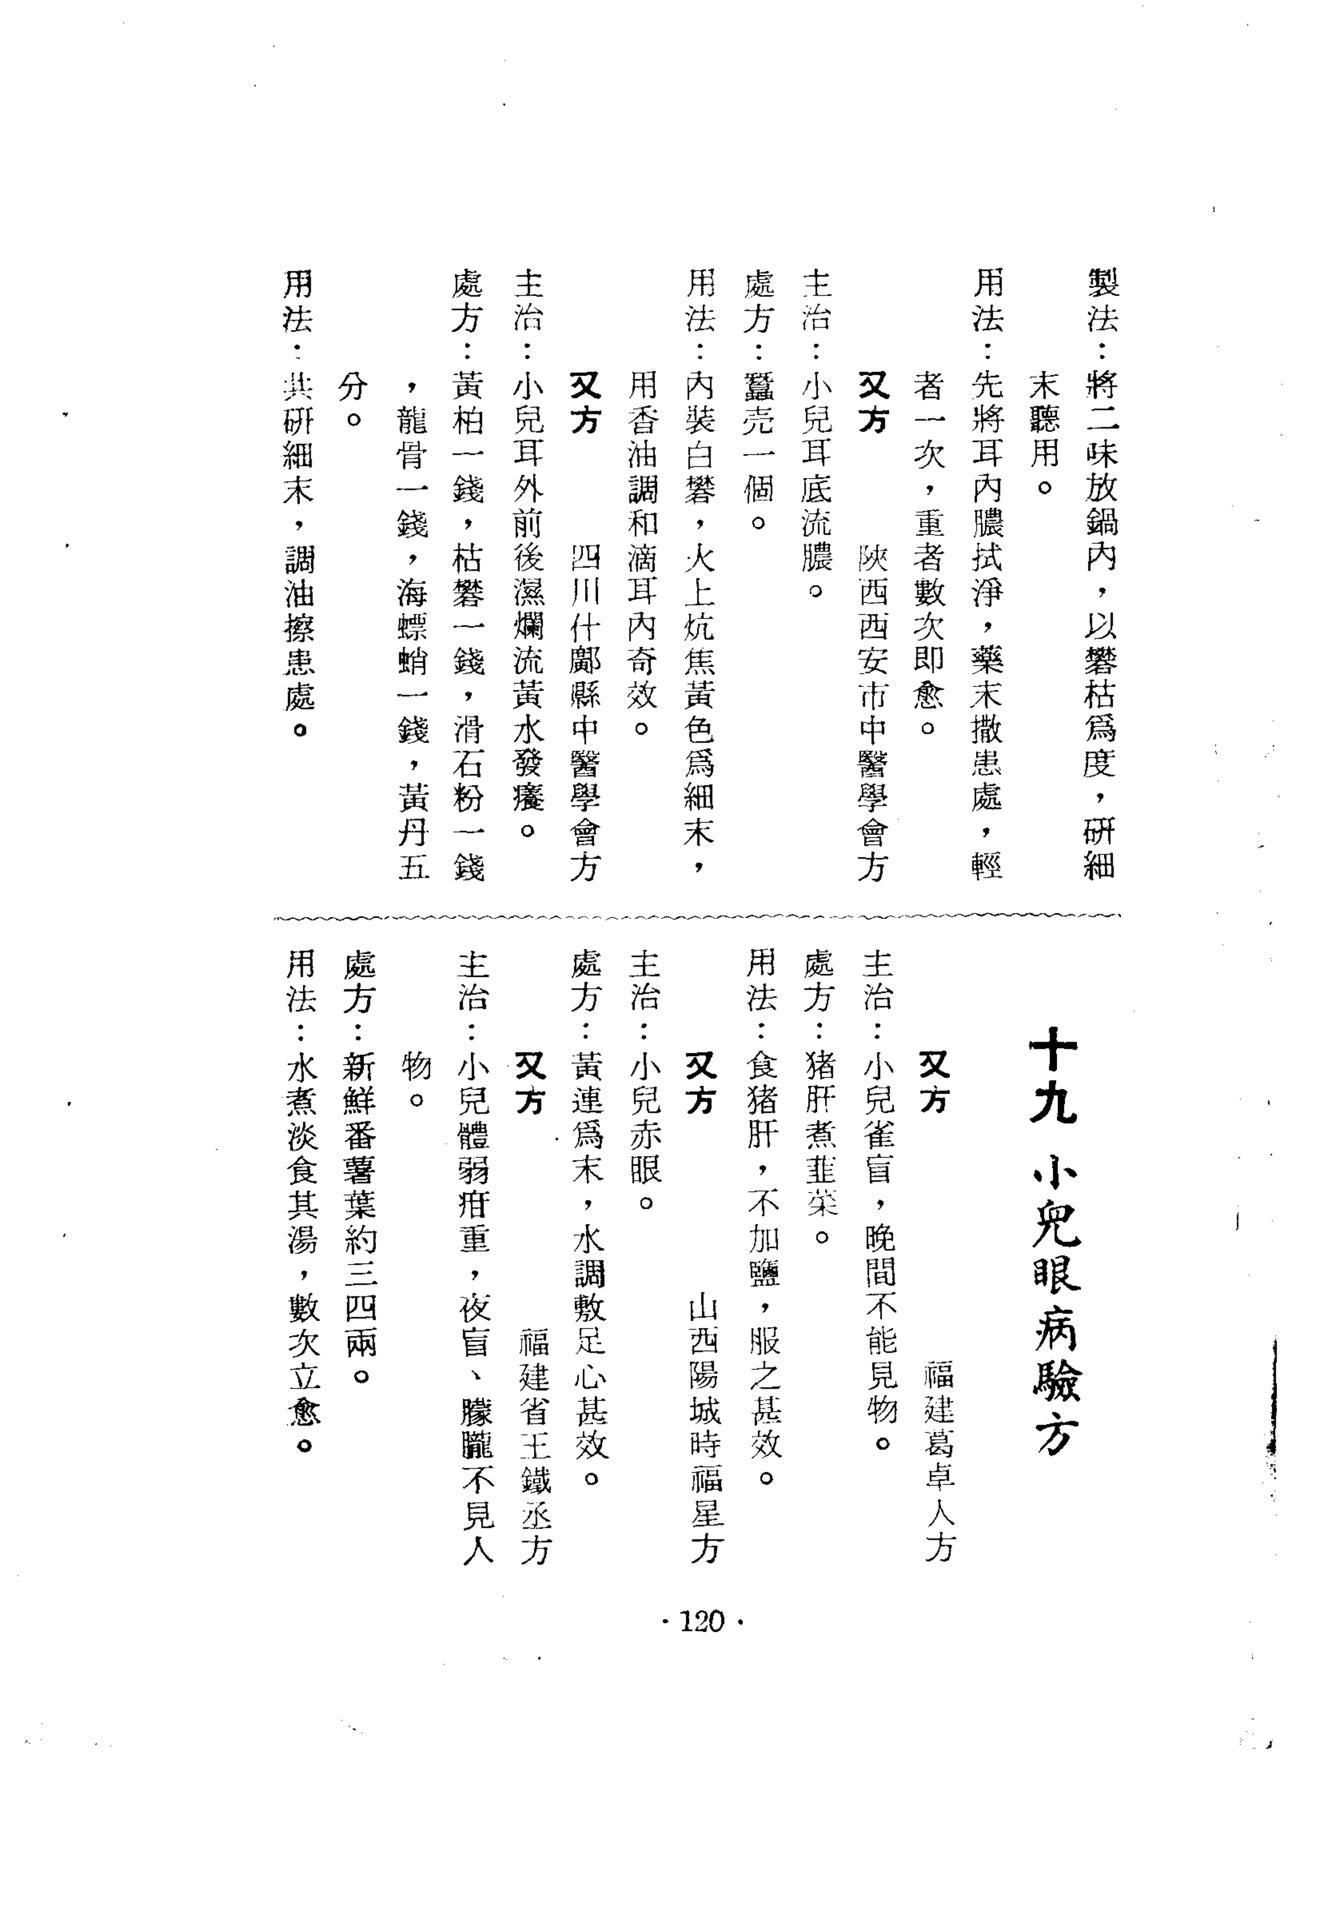 製法：將二味放鍋內，以礬枯爲度，研細
末聽用。
用法：先將耳內膿拭淨，藥末撒患處，輕
者一次，重者數次即愈。
又方　陝西西安市中醫學會方
主治：小兒耳底流膿。
處方：蠶壳一個。
用法：內裝白礬，火上炕焦黃色爲細末，
用香油調和滴耳內奇效。
又方　四川什邡縣中醫學會方
主治：小兒耳外前後濕爛流黃水發癢。
處方：黃柏一錢，枯礬一錢，滑石粉一錢
，龍骨一錢，海螵蛸一錢，黃丹五
分。
用法：共研細末，調油擦患處。
十九　小兒眼病驗方
又方　福建葛卓人方
主治：小兒雀盲，晚間不能見物。
處方：猪肝煮韮菜。
用法：食猪肝，不加鹽，服之甚效。
又方　山西陽城時福星方
主治：小兒赤眼。
處方：黃連爲末，水調敷足心甚效。
又方　福建省王鐵丞方
主治：小兒體弱疳重，夜盲、朦朧不見人
物。
處方：新鮮番薯葉約三四兩。
用法：水煮淡食其湯，數次立愈。
·120·